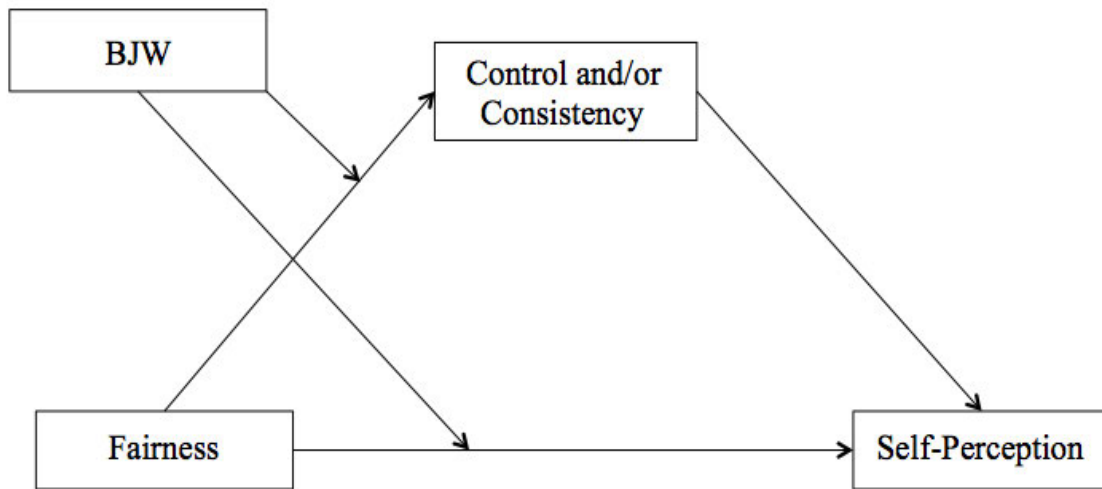 BJW
Control and/or
Consistency
Fairness
Self-Perception